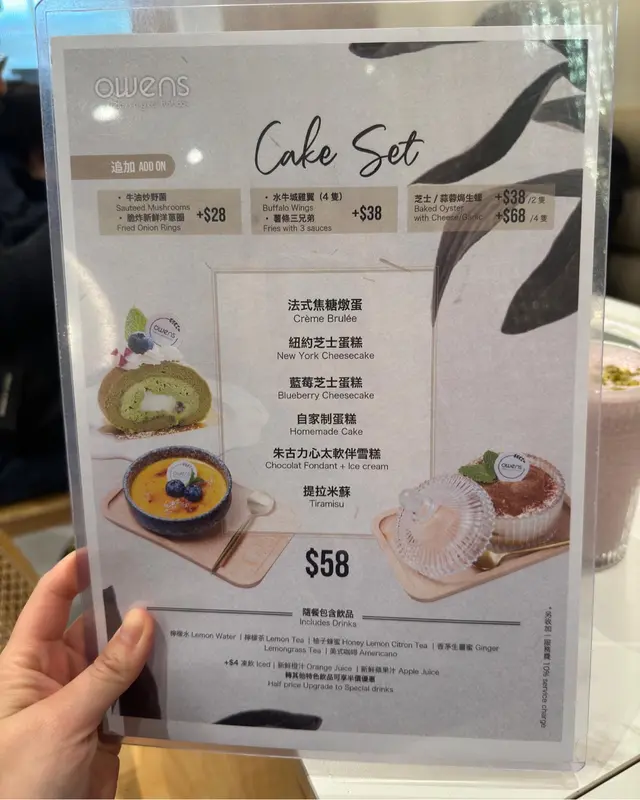 owens
Cake Set
追加 ADD ON
・牛油炒野菌
Sauteed Mushrooms
・脆炸新鮮洋蔥圈
Fried Onion Rings
+$28
・水牛城雞翼 (4 隻)
Buffalo Wings
・薯條三兄弟
Fries with 3 sauces
+$38
芝士 / 蒜蓉焗生蠔
Baked Oyster
with Cheese/Garlic
+$38 /2 隻
+$68 /4 隻
法式焦糖燉蛋
Crème Brulée
紐約芝士蛋糕
New York Cheesecake
藍莓芝士蛋糕
Blueberry Cheesecake
自家制蛋糕
Homemade Cake
朱古力心太軟伴雪糕
Chocolat Fondant + Ice cream
提拉米蘇
Tiramisu
owens
owens
$58
隨餐包含飲品
Includes Drinks
檸檬水 Lemon Water | 檸檬茶 Lemon Tea | 柚子蜂蜜 Honey Lemon Citron Tea | 香茅生薑蜜 Ginger
Lemongrass Tea | 美式咖啡 Americano
+$4 凍飲 Iced | 新鮮橙汁 Orange Juice | 新鮮蘋果汁 Apple Juice
轉其他特色飲品可享半價優惠
Half price Upgrade to Special drinks
*另收加一服務費 10% service charge